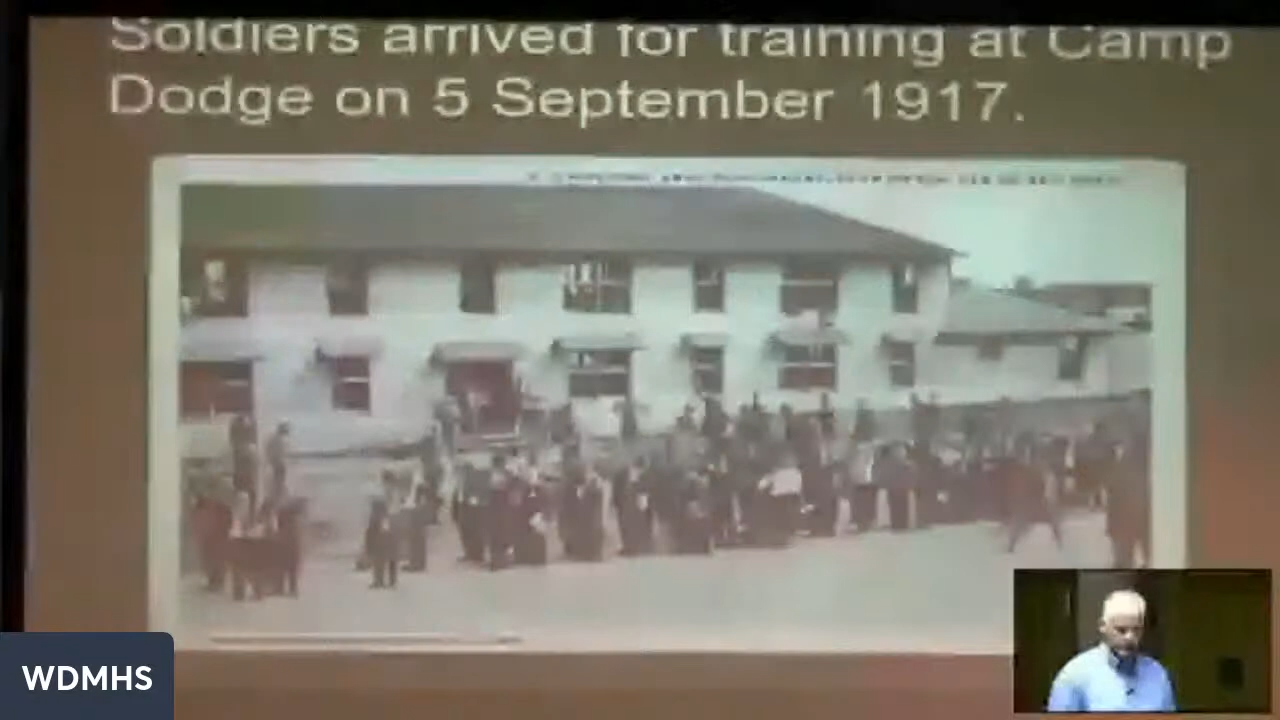 Soldiers arrived for training at Camp
Dodge on 5 September 1917.
WDMHS